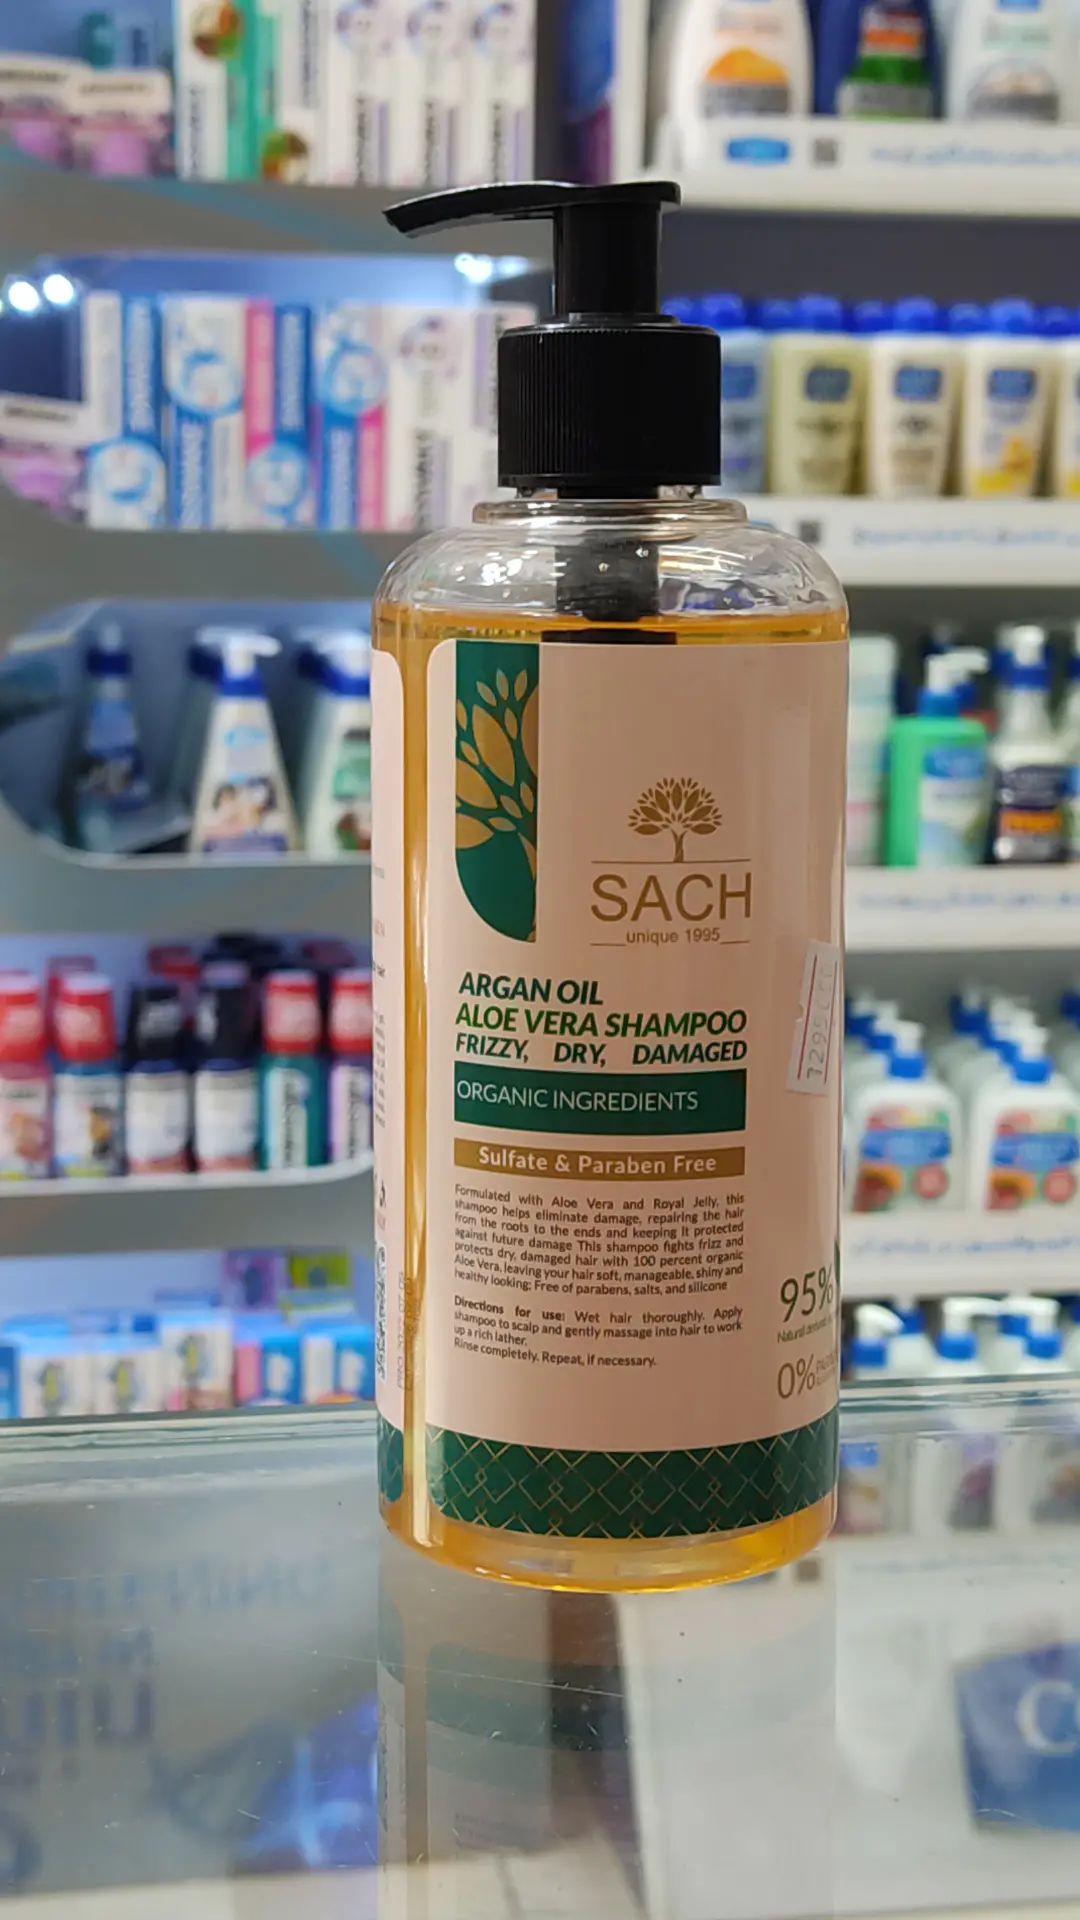 SACH
unique 1995
ARGAN OIL
ALOE VERA SHAMPOO
FRIZZY, DRY, DAMAGED
ORGANIC INGREDIENTS
Sulfate & Paraben Free
Formulated with Aloe Vera and Royal Jelly, this
shampoo helps eliminate damage, repairing the hair
from the roots to the ends and keeping it protected
against future damage This shampoo fights frizz and
protects dry, damaged hair with 100 percent organic
Aloe Vera, leaving your hair soft, manageable, shiny and
healthy looking; Free of parabens, salts, and silicone
Directions for use: Wet hair thoroughly. Apply
shampoo to scalp and gently massage into hair to work
up a rich lather.
Rinse completely. Repeat, if necessary.
95%
Natural
0%